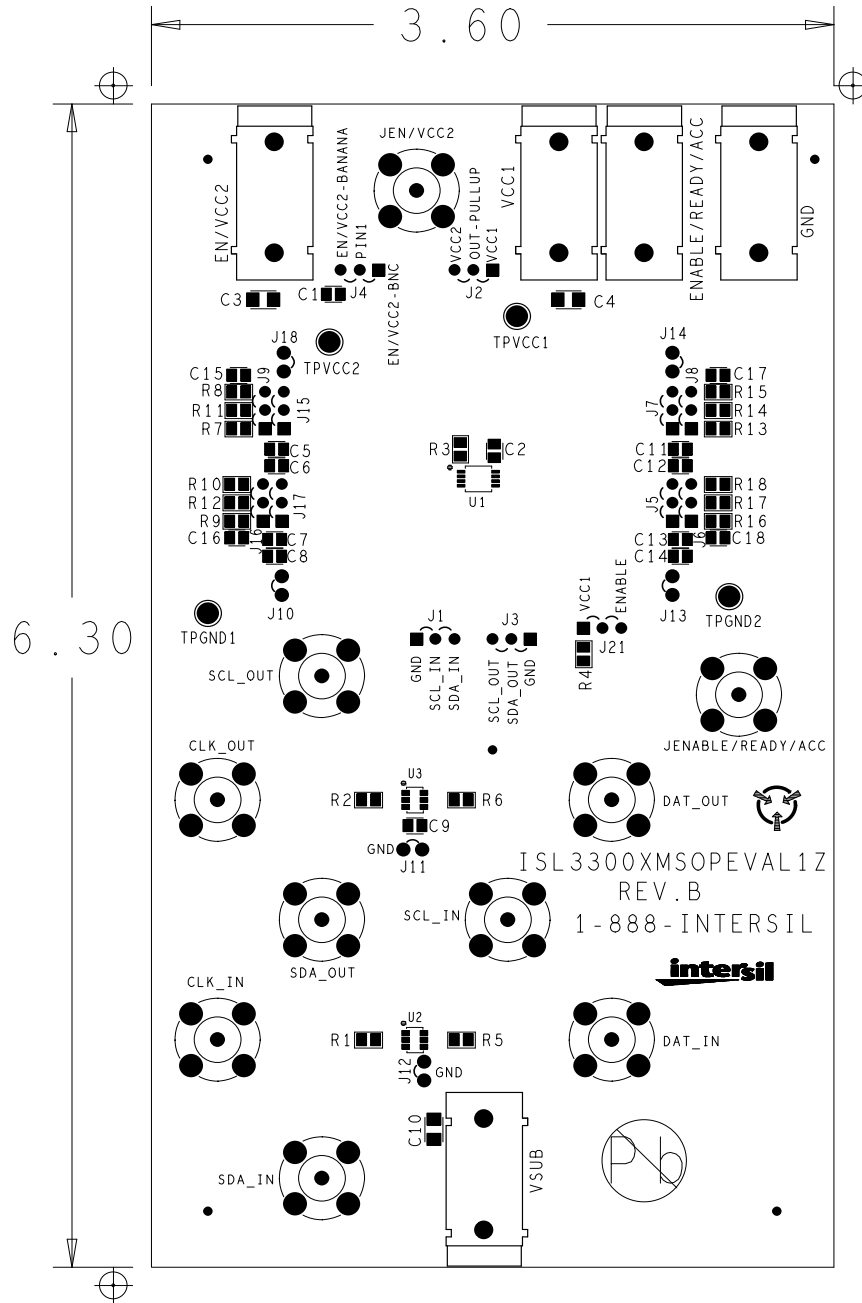 3.60
JEN/VCC2
EN/VCC2
EN/VCC2-BANANA
PIN1
EN/VCC2-BNC
VCC2
OUT-PULLUP
VCC1
VCC1
ENABLE/READY/ACC
GND
C3
C1
J4
J2
C4
TPVCC2
TPVCC1
J18
J14
C15
J9
J8
C17
R8
R15
R11
J15
J7
R14
R7
R13
R3
C2
C5
C11
C6
C12
U1
R10
R18
R12
J17
J5
R17
R9
R16
C16
J16
C7
C13
J6
C18
C8
C14
J10
J13
TPGND1
TPGND2
VCC1
ENABLE
J21
R4
6.30
J1
J3
GND
SCL_IN
SDA_IN
SCL_OUT
SDA_OUT
GND
SCL_OUT
JENABLE/READY/ACC
CLK_OUT
U3
R2
R6
DAT_OUT
C9
GND
J11
ISL3300XMSOPEVAL1Z
REV.B
1-888-INTERSIL
SCL_IN
SDA_OUT
intersil
CLK_IN
U2
R1
R5
DAT_IN
J12
GND
C10
VSUB
Pb
SDA_IN